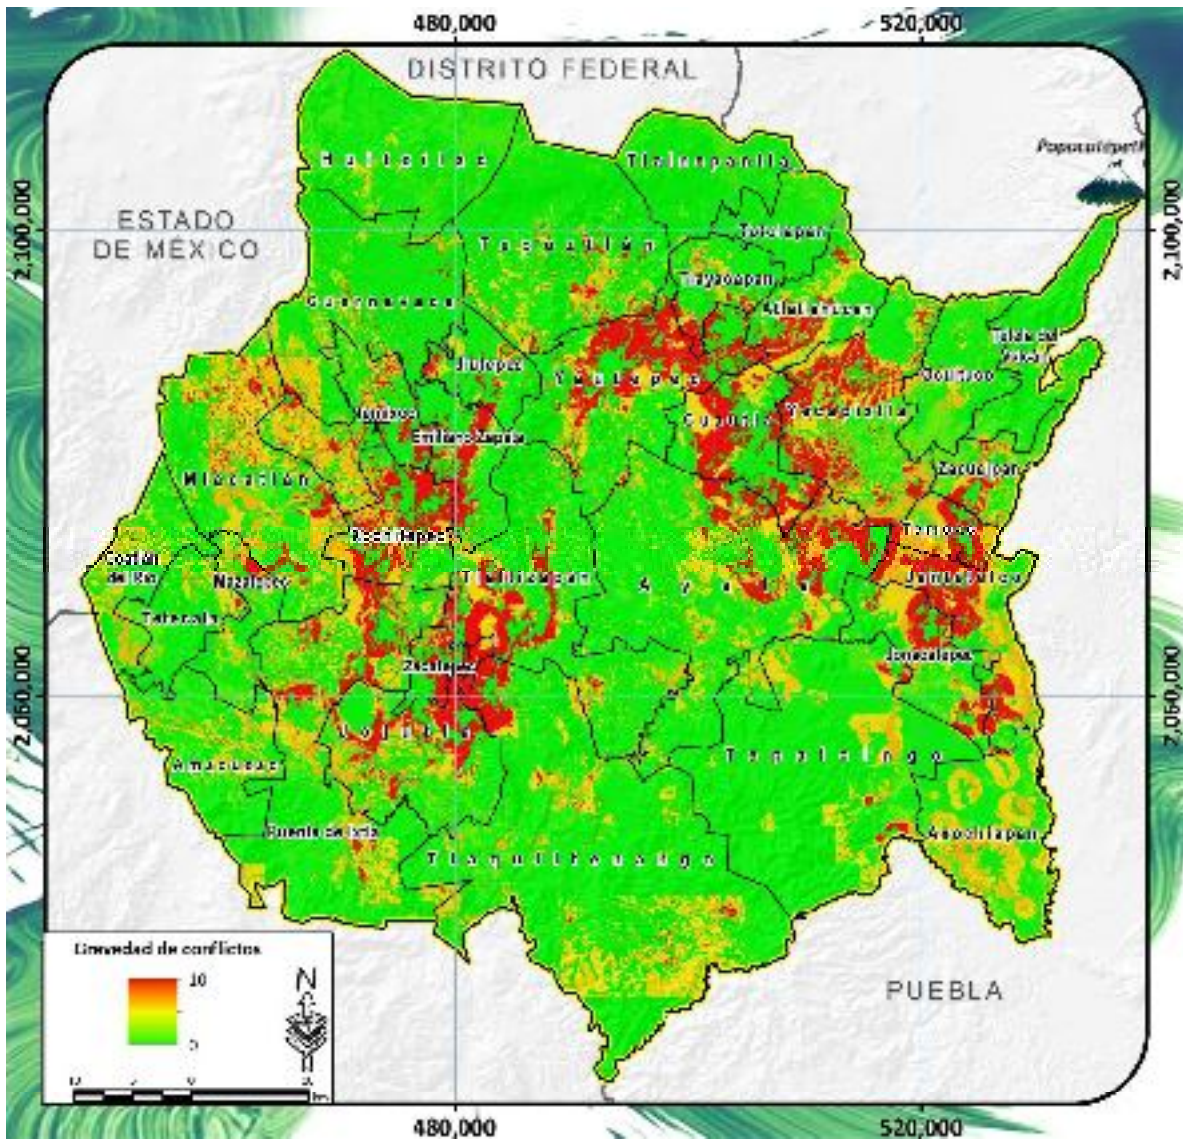 480,000
520,000
DISTRITO FEDERAL
Popocatépetl
ESTADO
DE MÉXICO
2,100,000
2,100,000
Huitzilac
Tlalnepantla
Totolapan
Tepoztlán
Tlayacapan
Atlatlahucan
Cuernavaca
Tetela del
Volcán
Jiutepec
Yautepec
Ocuituco
Temixco
Cuautla
Yecapixtla
Emiliano Zapata
Miacatlán
Zacualpan
Xochitepec
Temoac
Coatlán
del Río
Mazatepec
Tlaltizapán
Ayala
Jantetelco
Tetecala
Zacatepec
Jonacatepec
2,050,000
2,050,000
Jojutla
Tepalcingo
Amacuzac
Puente de Ixtla
Axochiapan
Tlaquiltenango
Gravedad de conflictos
10
N
PUEBLA
480,000
520,000